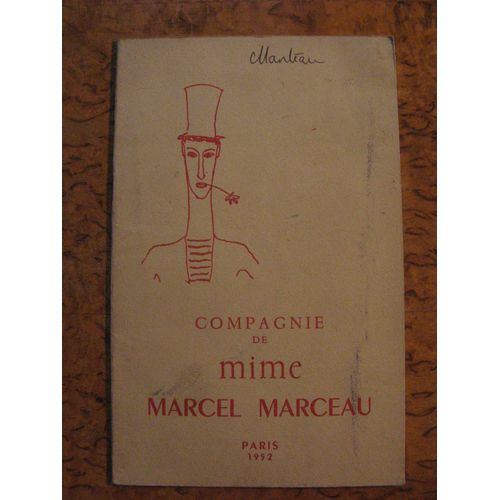 COMPAGNIE
DE
mime
MARCEL MARCEAU
PARIS
1952